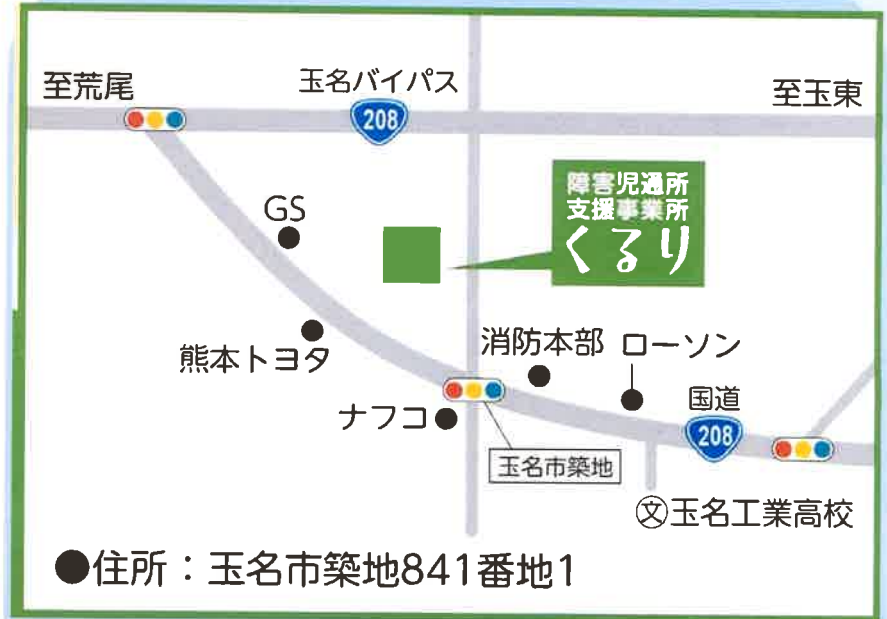 至荒尾
玉名バイパス
208
至玉東
GS
障害児通所
支援事業所
くるり
熊本トヨタ
消防本部
ローソン
ナフコ
国道
208
玉名市築地
文玉名工業高校
●住所：玉名市築地841番地1